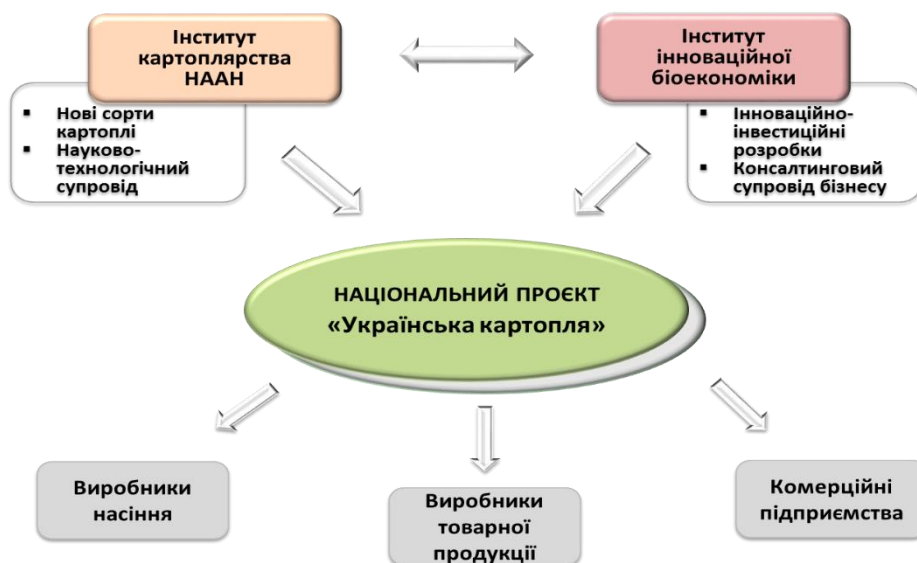 Інститут
картоплярства
НААН
Інститут
інноваційної
біоекономіки
▪ Нові сорти
картоплі
▪ Науково-
технологічний
супровід
▪ Інноваційно-
інвестиційні
розробки
▪ Консалтинговий
супровід бізнесу
НАЦІОНАЛЬНИЙ ПРОЄКТ
«Українська картопля»
Виробники
насіння
Виробники
товарної
продукції
Комерційні
підприємства